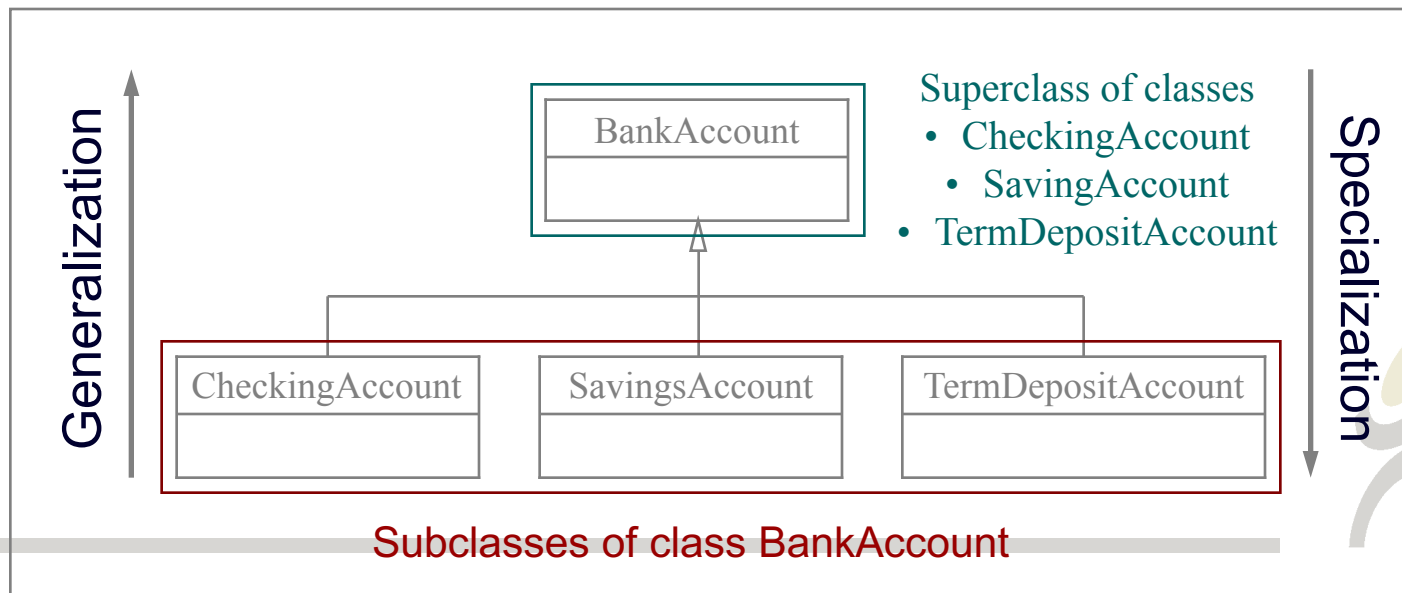 Generalization
BankAccount
Superclass of classes
• CheckingAccount
• SavingAccount
• TermDepositAccount
Specialization
CheckingAccount
SavingsAccount
TermDepositAccount
Subclasses of class BankAccount